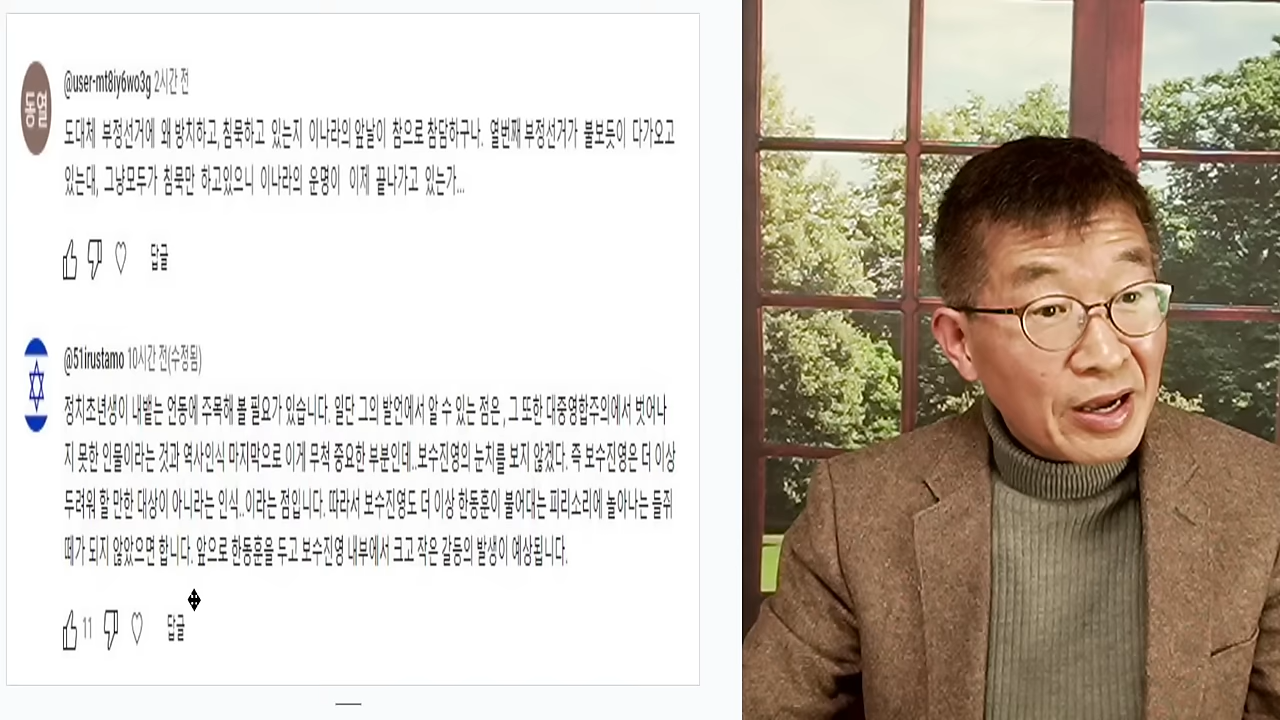 동열
@user-mt8iy6wo3g 2시간 전
도대체 부정선거에 왜 방치하고, 침묵하고 있는지 이나라의 앞날이 참으로 참담하구나. 열번째 부정선거가 불보듯이 다가오고
있는대, 그냥모두가 침묵만 하고있으니 이나라의 운명이 이제 끝나가고 있는가...
답글
@51irustamo 10시간 전(수정됨)
정치초년생이 내뱉는 언동에 주목해 볼 필요가 있습니다. 일단 그의 발언에서 알 수 있는 점은, 그 또한 대중영합주의에서 벗어나
지 못한 인물이라는 것과 역사인식 마지막으로 이게 무척 중요한 부분인데..보수진영의 눈치를 보지 않겠다. 즉 보수진영은 더 이상
두려워 할 만한 대상이 아니라는 인식..이라는 점입니다. 따라서 보수진영도 더 이상 한동훈이 불어대는 피리소리에 놀아나는 들쥐
떼가 되지 않았으면 합니다. 앞으로 한동훈을 두고 보수진영 내부에서 크고 작은 갈등의 발생이 예상됩니다.
11 답글